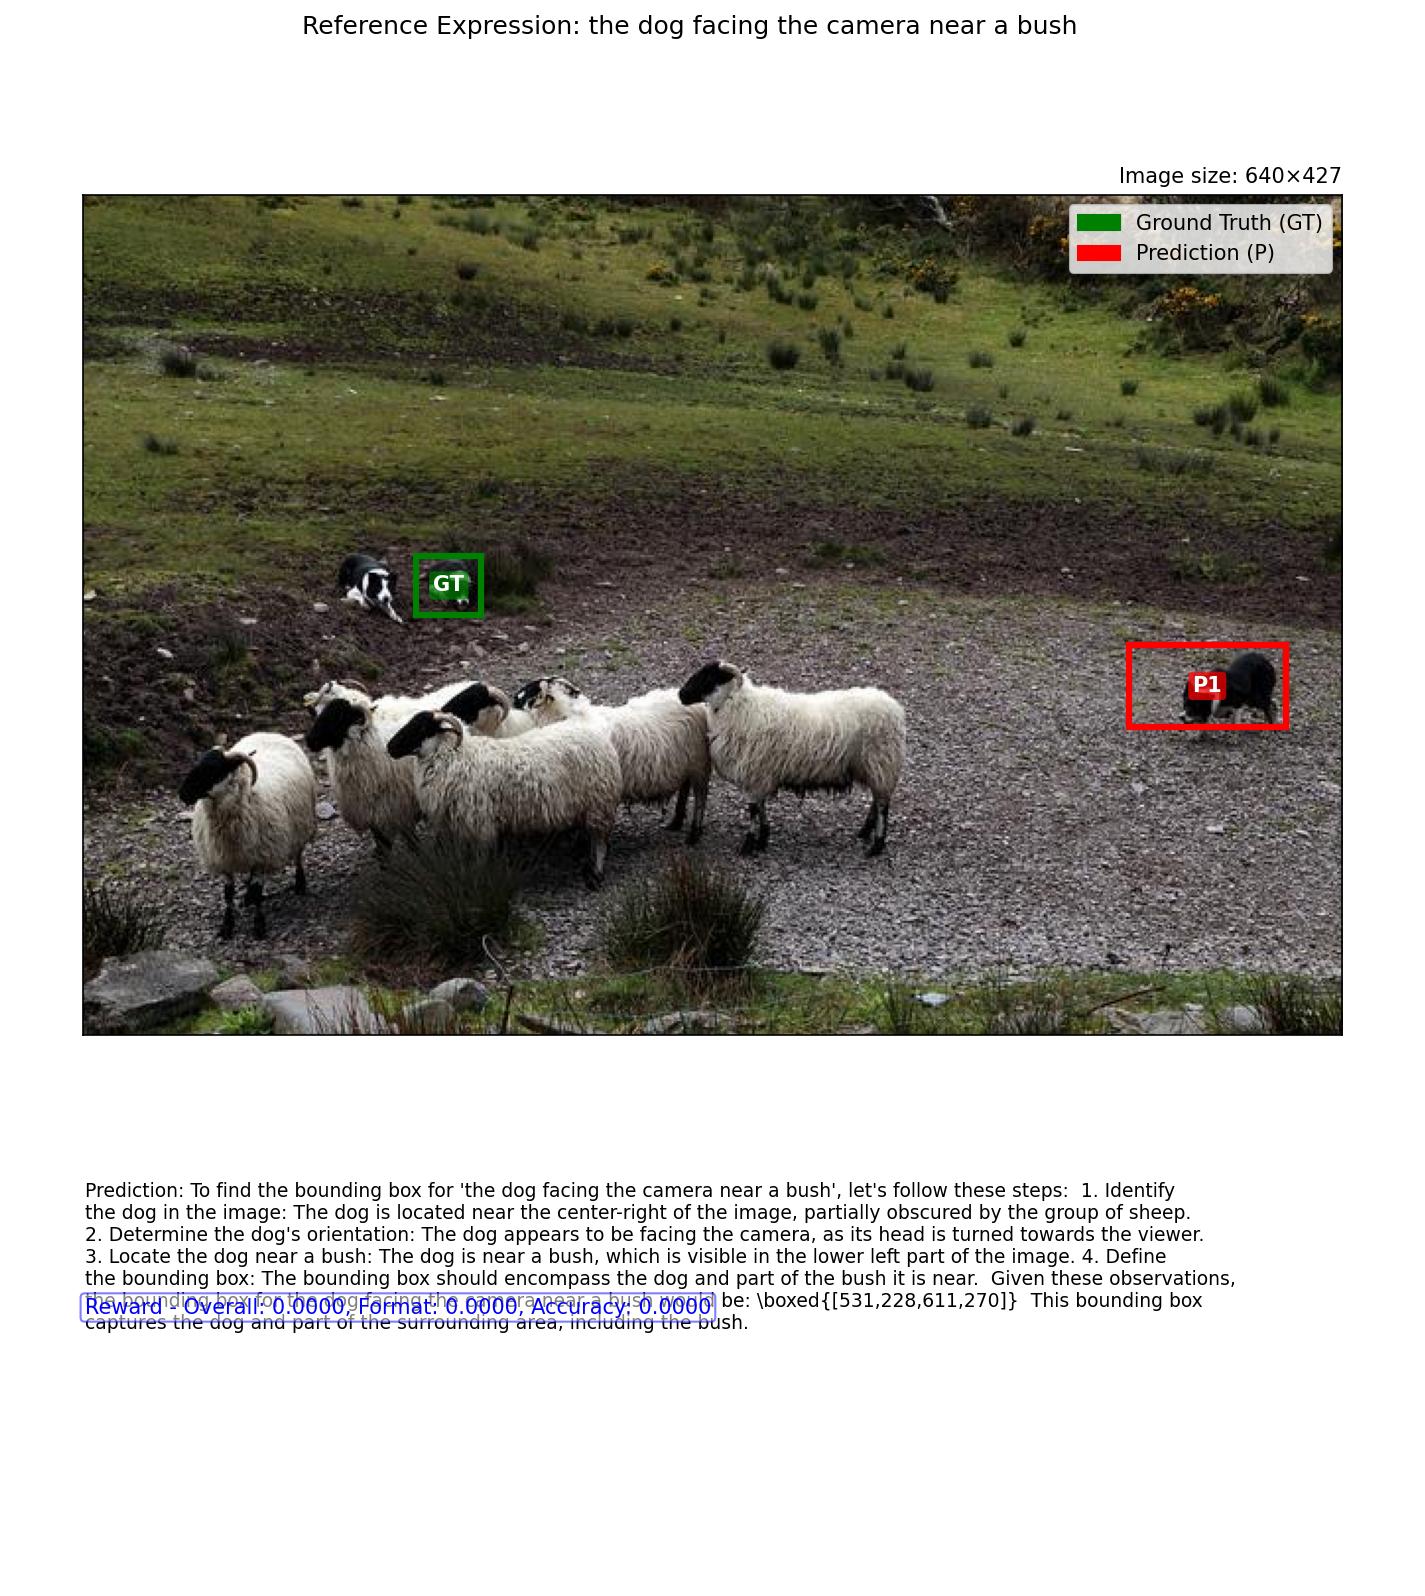 Reference Expression: the dog facing the camera near a bush
Image size: 640×427
Ground Truth (GT)
Prediction (P)
GT
P1
Prediction: To find the bounding box for 'the dog facing the camera near a bush', let's follow these steps:  1. Identify
the dog in the image: The dog is located near the center-right of the image, partially obscured by the group of sheep.
2. Determine the dog's orientation: The dog appears to be facing the camera, as its head is turned towards the viewer.
3. Locate the dog near a bush: The dog is near a bush, which is visible in the lower left part of the image. 4. Define
the bounding box: The bounding box should encompass the dog and part of the bush it is near.  Given these observations,
the bounding box for the dog facing the camera near a bush would be: \boxed{[531,228,611,270]}  This bounding box
Reward - Overall: 0.0000, Format: 0.0000, Accuracy: 0.0000
captures the dog and part of the surrounding area, including the bush.